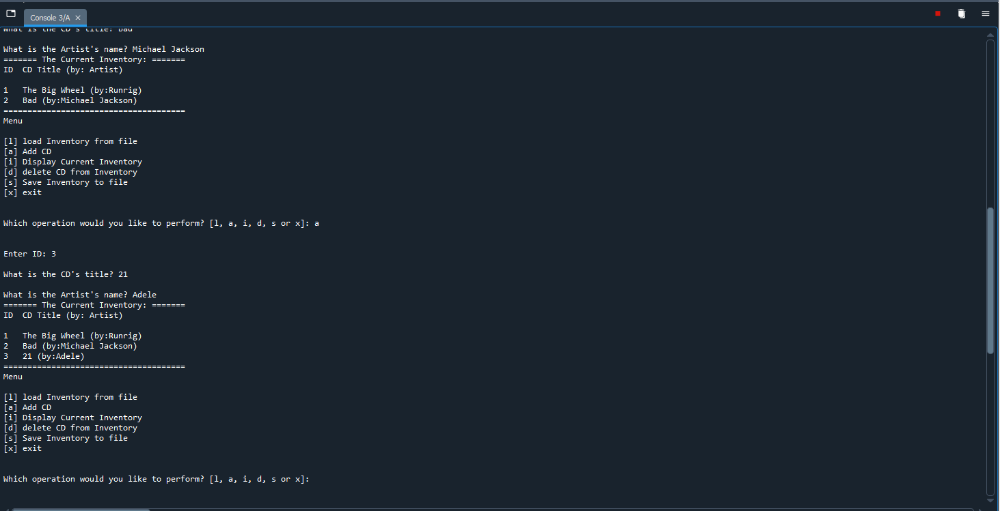 Console 3/A
What is the CD's title? Bad
What is the Artist's name? Michael Jackson
======= The Current Inventory: =======
ID  CD Title (by: Artist)
1   The Big Wheel (by:Runrig)
2   Bad (by:Michael Jackson)
======================================
Menu
[l] load Inventory from file
[a] Add CD
[i] Display Current Inventory
[d] delete CD from Inventory
[s] Save Inventory to file
[x] exit
Which operation would you like to perform? [l, a, i, d, s or x]: a
Enter ID: 3
What is the CD's title? 21
What is the Artist's name? Adele
======= The Current Inventory: =======
ID  CD Title (by: Artist)
1   The Big Wheel (by:Runrig)
2   Bad (by:Michael Jackson)
3   21 (by:Adele)
======================================
Menu
[l] load Inventory from file
[a] Add CD
[i] Display Current Inventory
[d] delete CD from Inventory
[s] Save Inventory to file
[x] exit
Which operation would you like to perform? [l, a, i, d, s or x]: